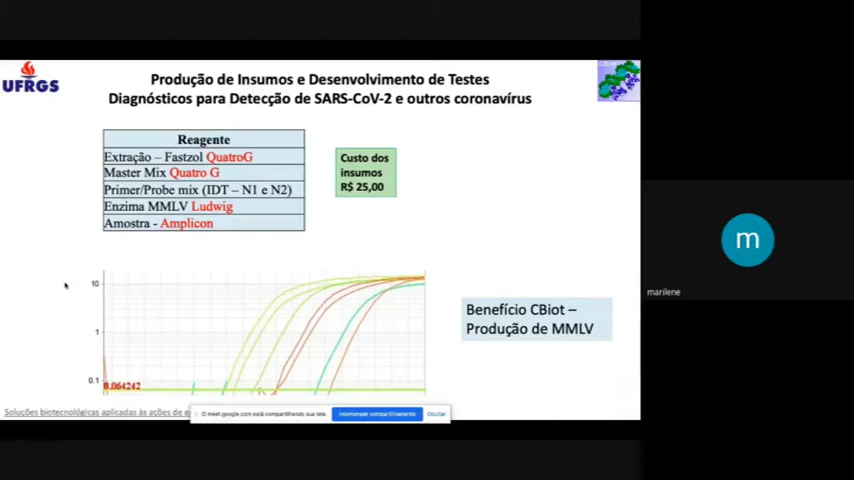 UFRGS
Produção de Insumos e Desenvolvimento de Testes
Diagnósticos para Detecção de SARS-CoV-2 e outros coronavírus
Reagente
Extração – Fastzol QuatroG
Master Mix Quatro G
Primer/Probe mix (IDT – N1 e N2)
Enzima MMLV Ludwig
Amostra - Amplicon
Custo dos
insumos
R$ 25,00
10
1
0.1
0.064242
Benefício CBiot –
Produção de MMLV
Soluções biotecnológicas aplicadas às ações de e
O meet.google.com está compartilhando sua tela.
Interromper compartilhamento
Ocultar
m
marilene